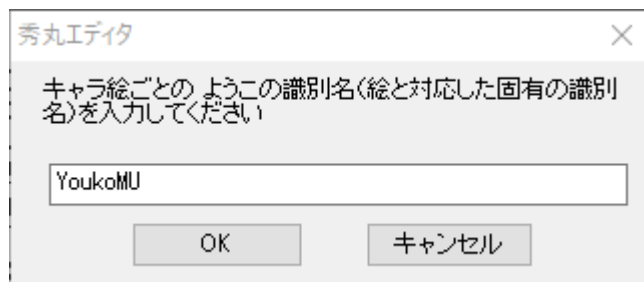 秀丸エディタ
キャラ絵ごとの ようこの識別名(絵と対応した固有の識別
名)を入力してください
YoukoMU
OK
キャンセル